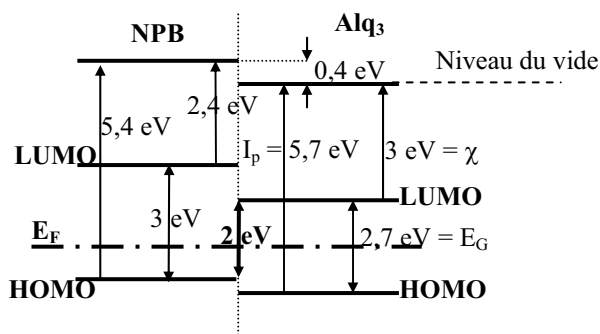 NPB
Alq₃
Niveau du vide
0,4 eV
2,4 eV
5,4 eV
I_p = 5,7 eV
3 eV = χ
LUMO
LUMO
3 eV
E_F
2 eV
2,7 eV = E_G
HOMO
HOMO